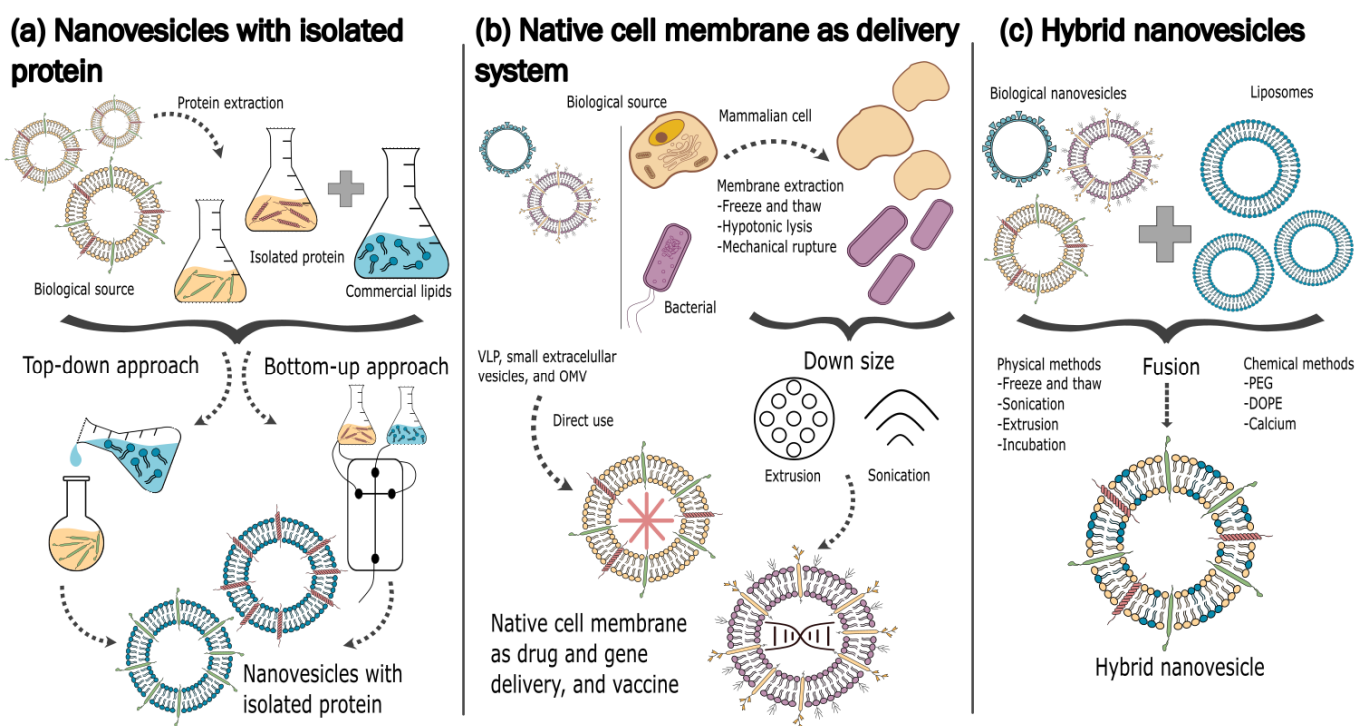 (a) Nanovesicles with isolated
protein
Protein extraction
Isolated protein
Biological source
Commercial lipids
Top-down approach
Bottom-up approach
Nanovesicles with
isolated protein
(b) Native cell membrane as delivery
system
Biological source
Mammalian cell
Membrane extraction
-Freeze and thaw
-Hypotonic lysis
-Mechanical rupture
Bacterial
VLP, small extracelullar
vesicles, and OMV
Direct use
Down size
Extrusion
Sonication
Native cell membrane
as drug and gene
delivery, and vaccine
(c) Hybrid nanovesicles
Biological nanovesicles
Liposomes
Physical methods
-Freeze and thaw
-Sonication
-Extrusion
-Incubation
Fusion
Chemical methods
-PEG
-DOPE
-Calcium
Hybrid nanovesicle